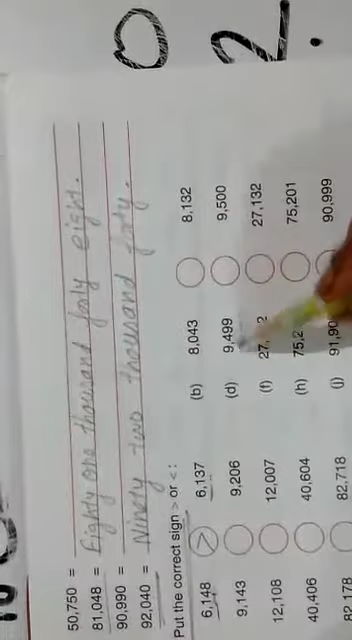 2.
50,750 =
81,048 = Eighty one thousand forty eight.
90,990 =
92,040 = Ninety two thousand forty.
Put the correct sign > or < :
6,148 > 6,137 (b) 8,043 8,132
9,143 9,206 (d) 9,499 9,500
12,108 12,007 (f) 27,132
40,406 40,604 (h) 75,201
82,178 82,718 (j) 90,999